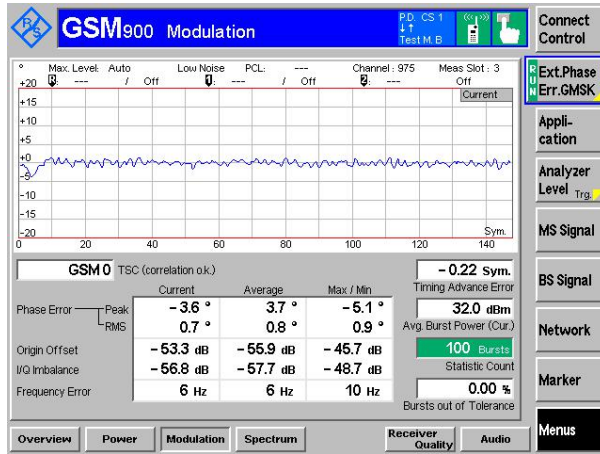 R&S
GSM900 Modulation
P.D. CS 1
Test M. B
Connect Control
° Max. Level: Auto Low Noise PCL: --- Channel : 975 Meas Slot : 3
--- / Off --- / Off --- Off
Current
+20
+15
+10
+5
+0
-5
-10
-15
-20
Sym.
0 20 40 60 80 100 120 140
RUN
Ext.Phase Err.GMSK
Appli-
cation
Analyzer Level Trg.
MS Signal
BS Signal
Network
Marker
Menus
GSM 0 TSC (correlation o.k.)
Current Average Max / Min
Phase Error Peak - 3.6 ° 3.7 ° - 5.1 °
RMS 0.7 ° 0.8 ° 0.9 °
Origin Offset - 53.3 dB - 55.9 dB - 45.7 dB
I/Q Imbalance - 56.8 dB - 57.7 dB - 48.7 dB
Frequency Error 6 Hz 6 Hz 10 Hz
- 0.22 Sym.
Timing Advance Error
32.0 dBm
Avg. Burst Power (Cur.)
100 Bursts
Statistic Count
0.00 %
Bursts out of Tolerance
Overview Power Modulation Spectrum Receiver Quality Audio